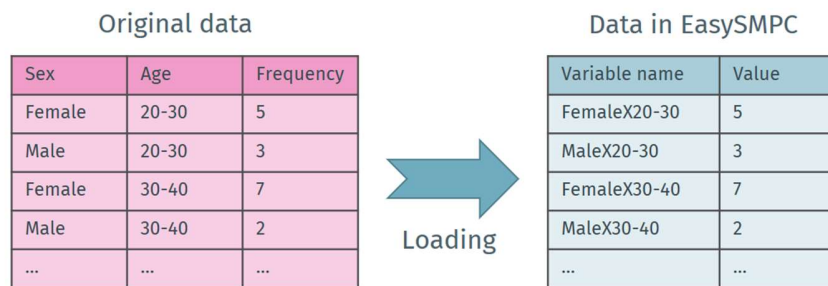 Original data
Sex Age Frequency
Female 20-30 5
Male 20-30 3
Female 30-40 7
Male 30-40 2
... ... ...
Loading
Data in EasySMPC
Variable name Value
FemaleX20-30 5
MaleX20-30 3
FemaleX30-40 7
MaleX30-40 2
... ...